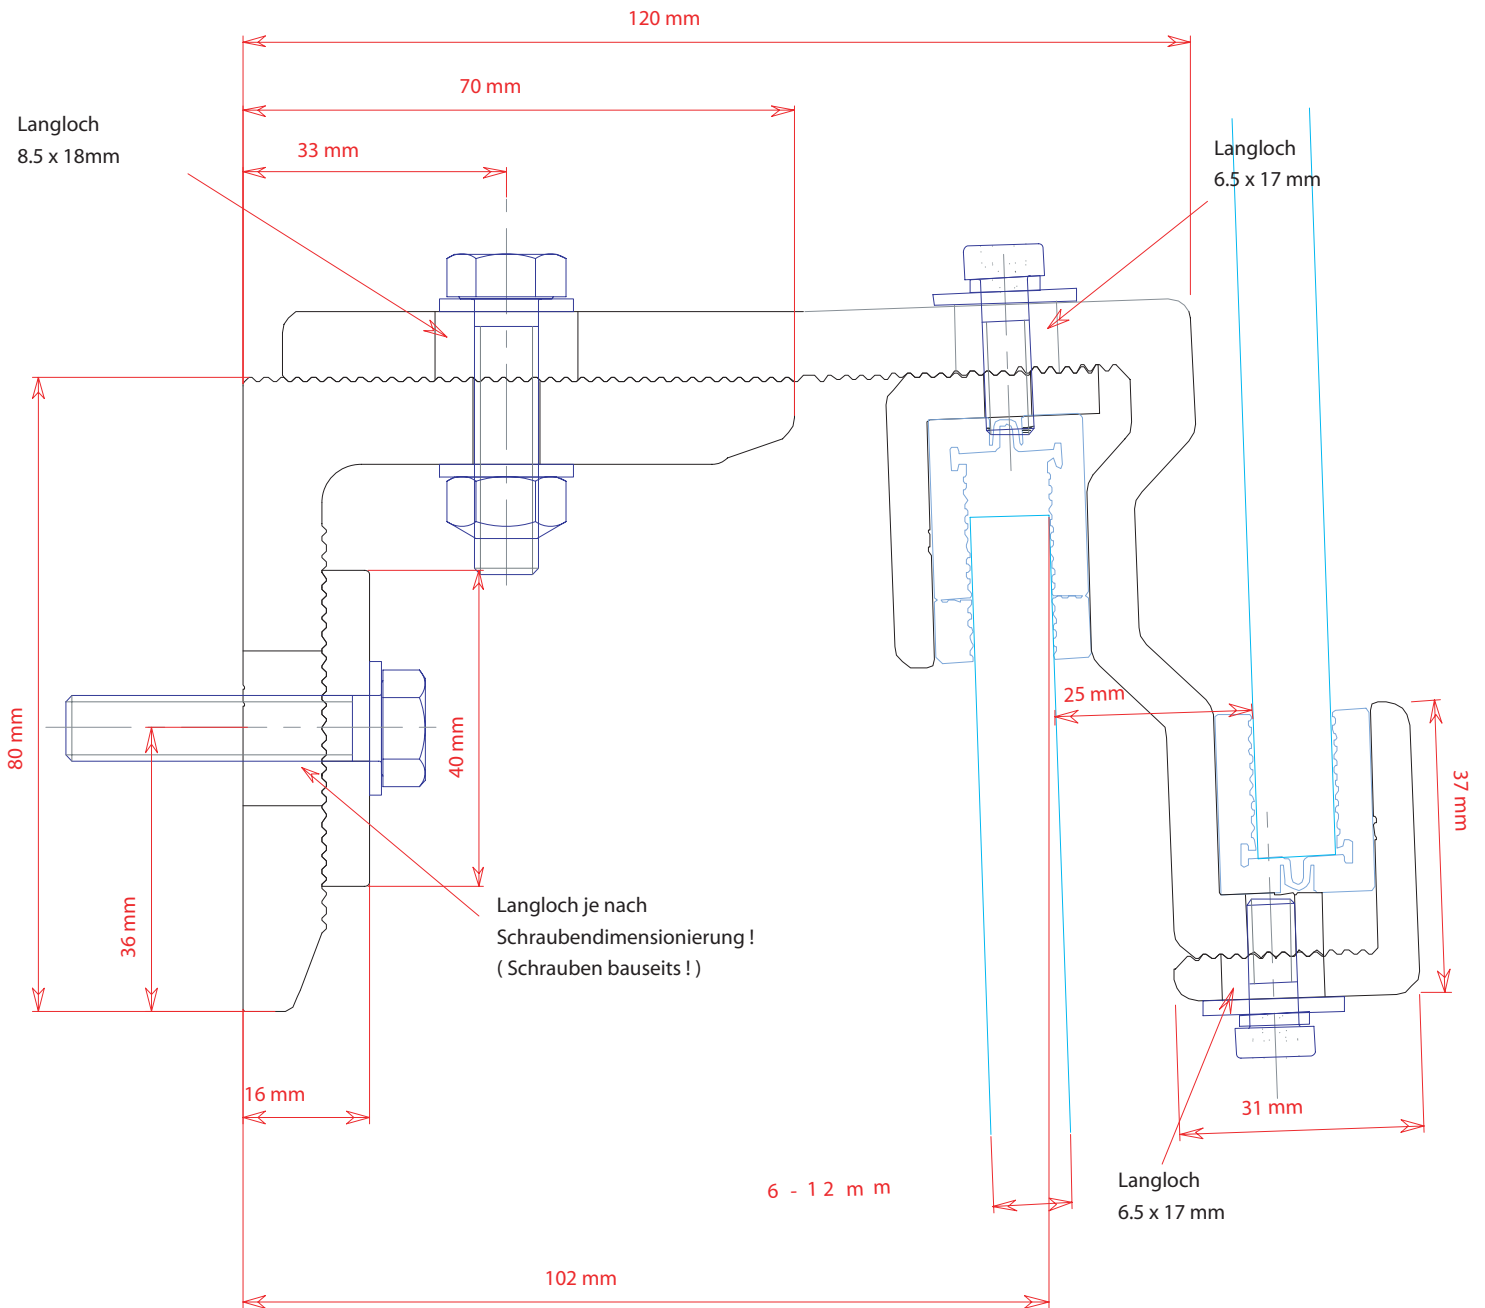 120 mm
70 mm
Langloch
8.5 x 18mm
33 mm
Langloch
6.5 x 17 mm
25 mm
80 mm
40 mm
37 mm
36 mm
Langloch je nach
Schraubendimensionierung !
( Schrauben bauseits ! )
16 mm
31 mm
6 - 12 mm
Langloch
6.5 x 17 mm
102 mm